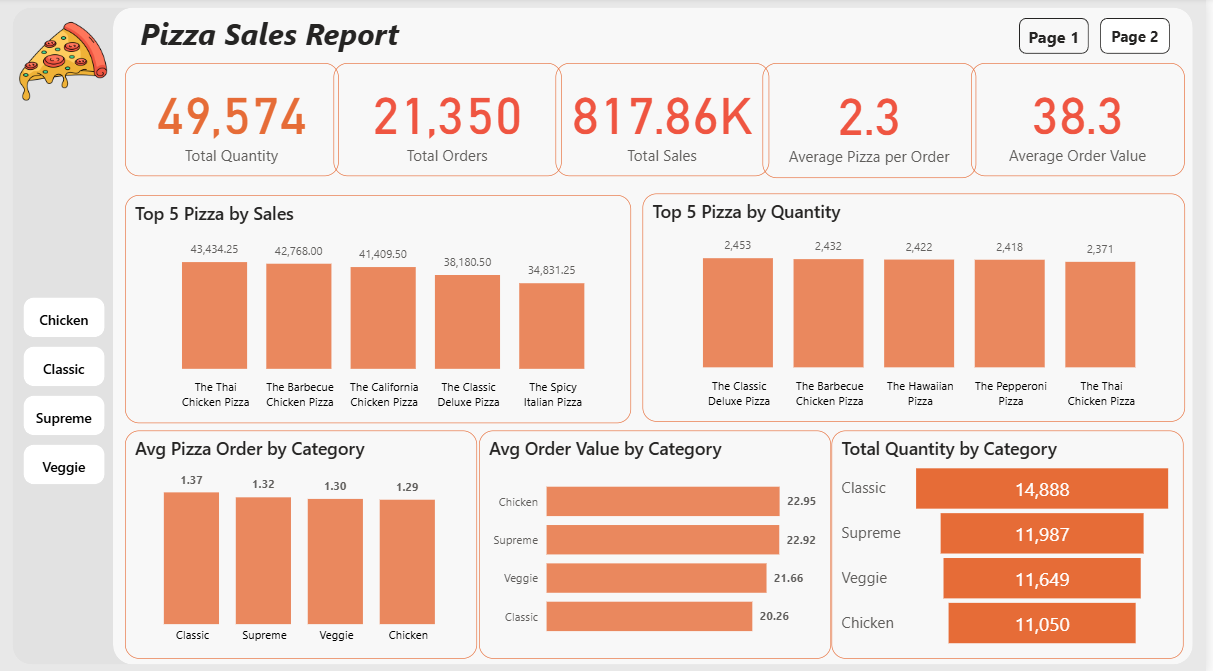 Pizza Sales Report
Page 1
Page 2
49,574
Total Quantity
21,350
Total Orders
817.86K
Total Sales
2.3
Average Pizza per Order
38.3
Average Order Value
Chicken
Classic
Supreme
Veggie
Top 5 Pizza by Sales
43,434.25
42,768.00
41,409.50
38,180.50
34,831.25
The Thai
Chicken Pizza
The Barbecue
Chicken Pizza
The California
Chicken Pizza
The Classic
Deluxe Pizza
The Spicy
Italian Pizza
Top 5 Pizza by Quantity
2,453
2,432
2,422
2,418
2,371
The Classic
Deluxe Pizza
The Barbecue
Chicken Pizza
The Hawaiian
Pizza
The Pepperoni
Pizza
The Thai
Chicken Pizza
Avg Pizza Order by Category
1.37
1.32
1.30
1.29
Classic
Supreme
Veggie
Chicken
Avg Order Value by Category
Chicken 22.95
Supreme 22.92
Veggie 21.66
Classic 20.26
Total Quantity by Category
Classic 14,888
Supreme 11,987
Veggie 11,649
Chicken 11,050